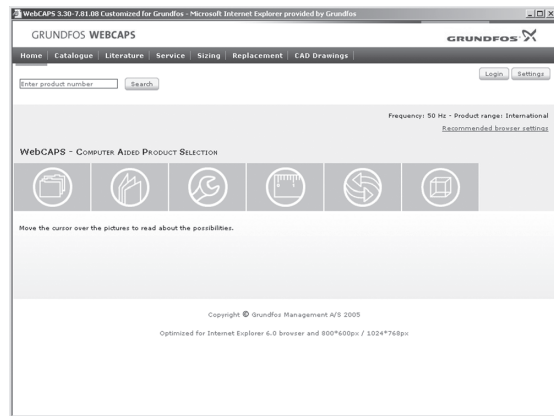 WebCAPS 3.30-7.81.08 Customized for Grundfos - Microsoft Internet Explorer provided by Grundfos
GRUNDFOS WEBCAPS
GRUNDFOS
Home Catalogue Literature Service Sizing Replacement CAD Drawings
Login Settings
Enter product number Search
Frequency: 50 Hz - Product range: International
Recommended browser settings
WebCAPS - Computer Aided Product Selection
Move the cursor over the pictures to read about the possibilities.
Copyright © Grundfos Management A/S 2005
Optimized for Internet Explorer 6.0 browser and 800*600px / 1024*768px